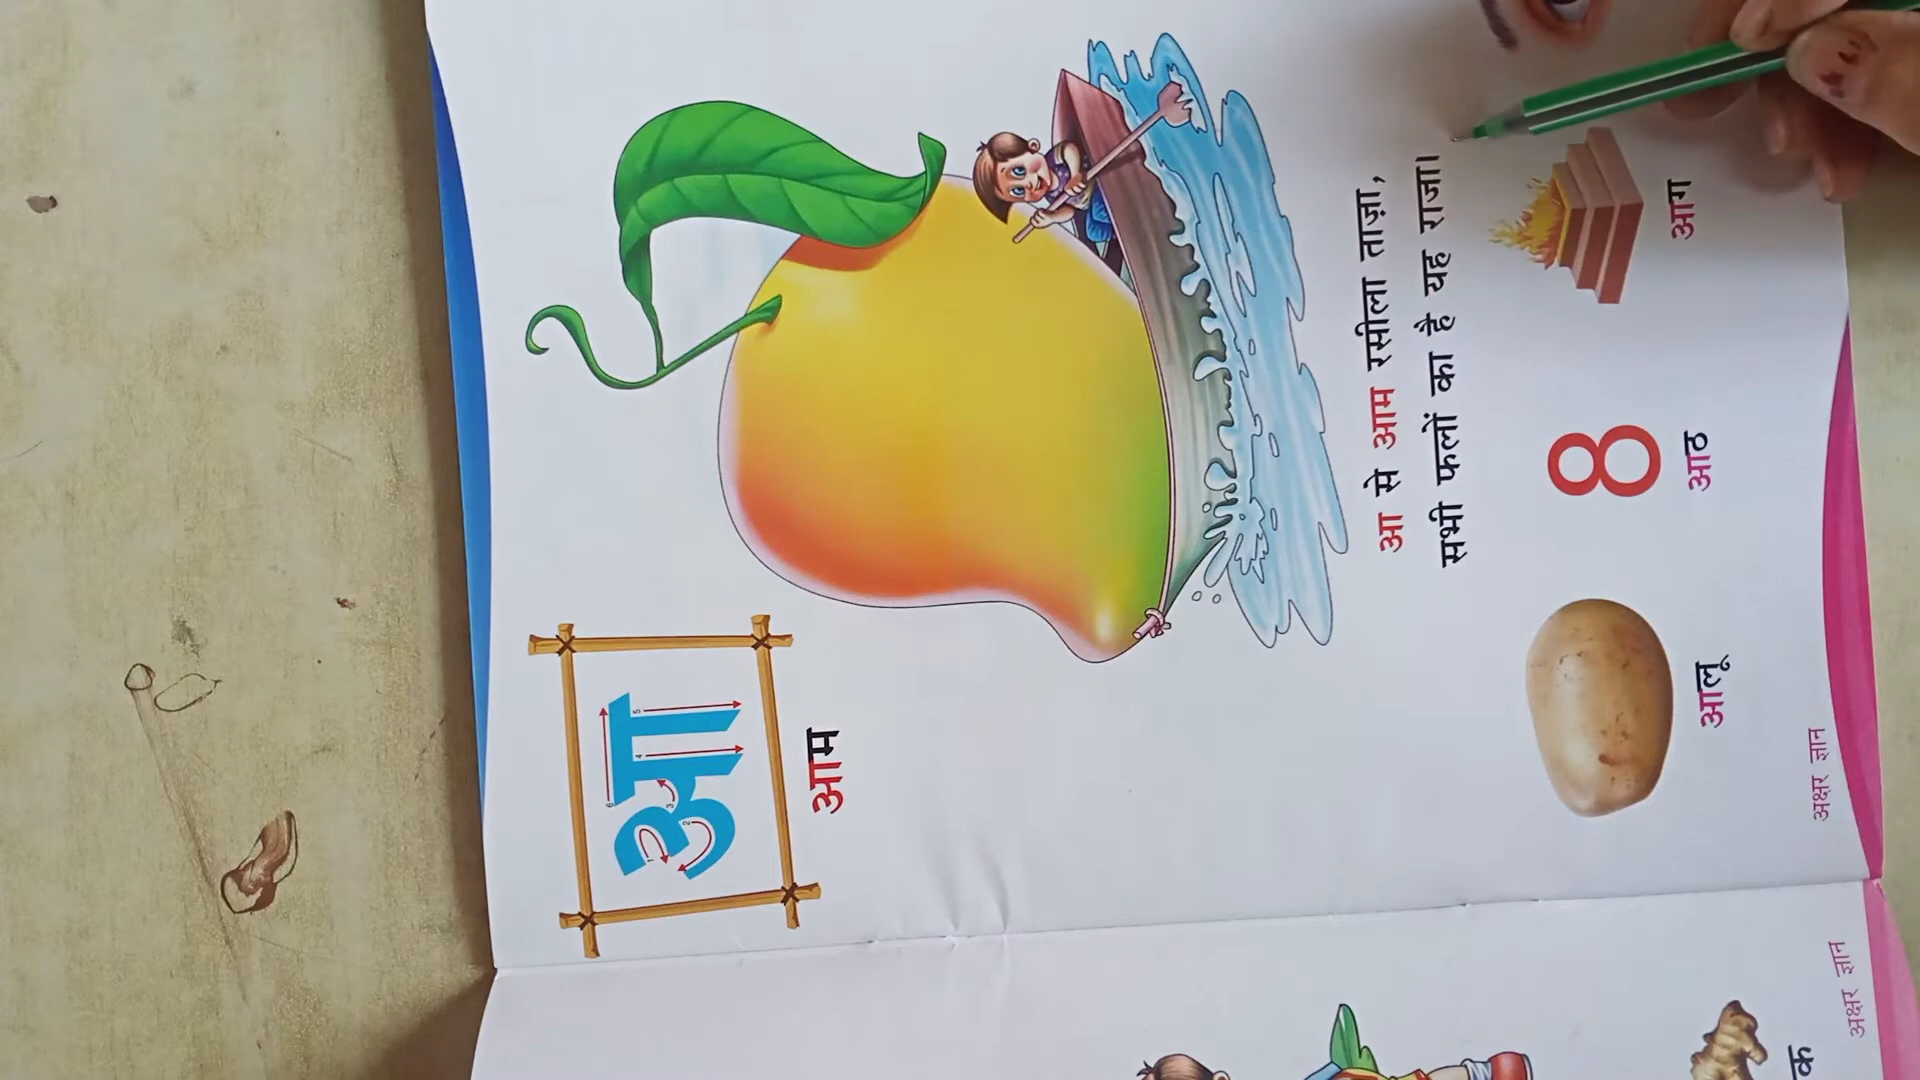 आ
आम
आ से आम रसीला ताज़ा,
सभी फलों का है यह राजा।
8
आलू
आठ
आग
अक्षर ज्ञान
अक्षर ज्ञान